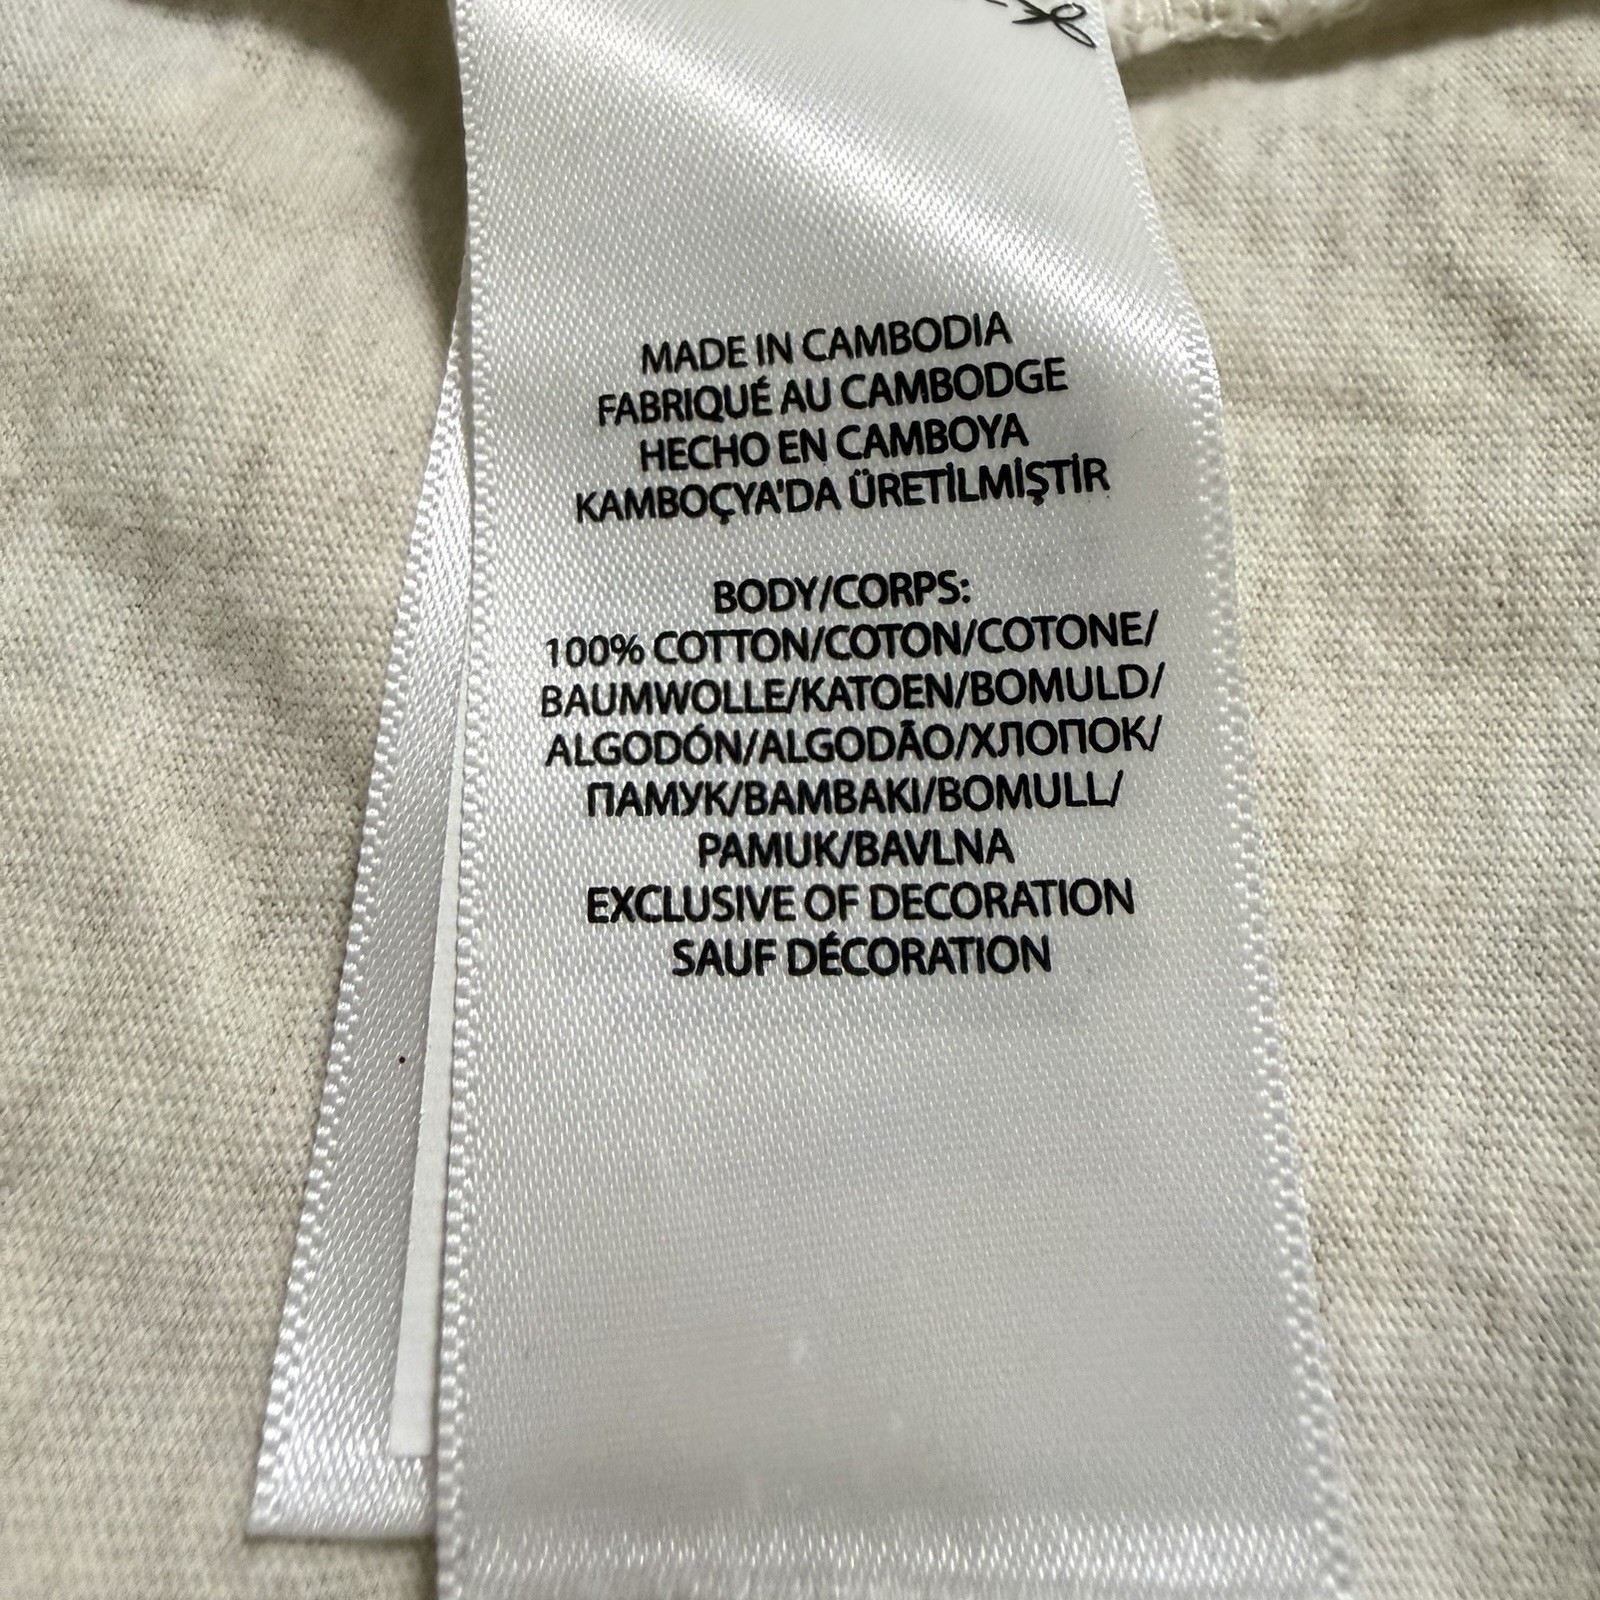 MADE IN CAMBODIA
FABRIQUÉ AU CAMBODGE
HECHO EN CAMBOYA
KAMBOÇYA'DA ÜRETİLMİŞTİR
BODY/CORPS:
100% COTTON/COTON/COTONE/
BAUMWOLLE/KATOEN/BOMULD/
ALGODÓN/ALGODÃO/ХЛОПОК/
ПАМУК/BAMBAKI/BOMULL/
PAMUK/BAVLNA
EXCLUSIVE OF DECORATION
SAUF DÉCORATION